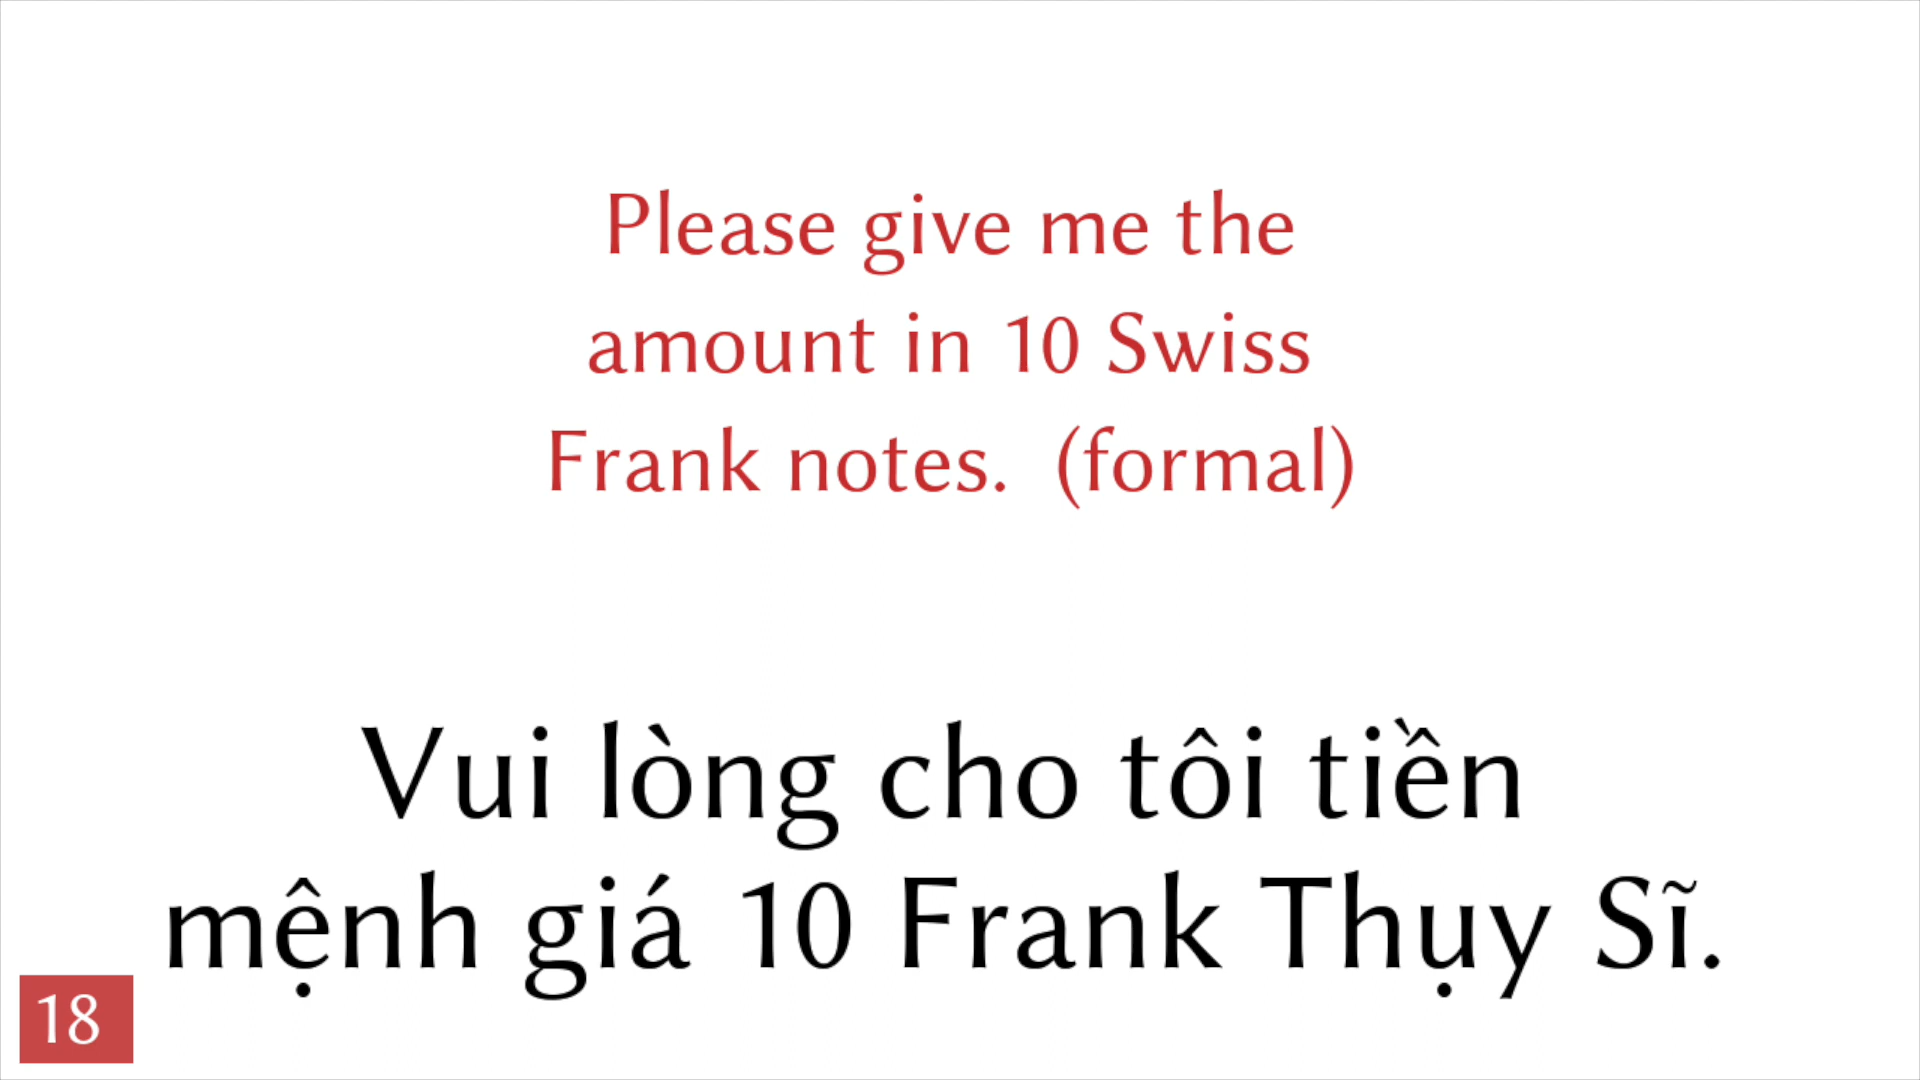 Please give me the
amount in 10 Swiss
Frank notes. (formal)
Vui lòng cho tôi tiền
mệnh giá 10 Frank Thụy Sĩ.
18